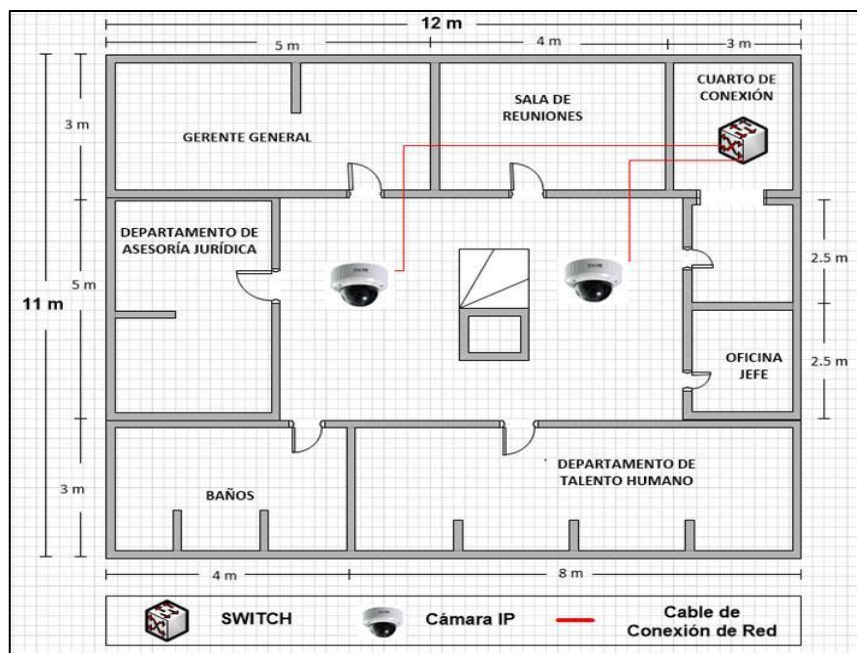 12 m
5 m
4 m
3 m
CUARTO DE
CONEXIÓN
SALA DE
REUNIONES
GERENTE GENERAL
3 m
DEPARTAMENTO DE
ASESORÍA JURÍDICA
5 m
11 m
2.5 m
2.5 m
OFICINA
JEFE
DEPARTAMENTO DE
TALENTO HUMANO
BAÑOS
3 m
4 m
8 m
SWITCH
Cámara IP
Cable de
Conexión de Red